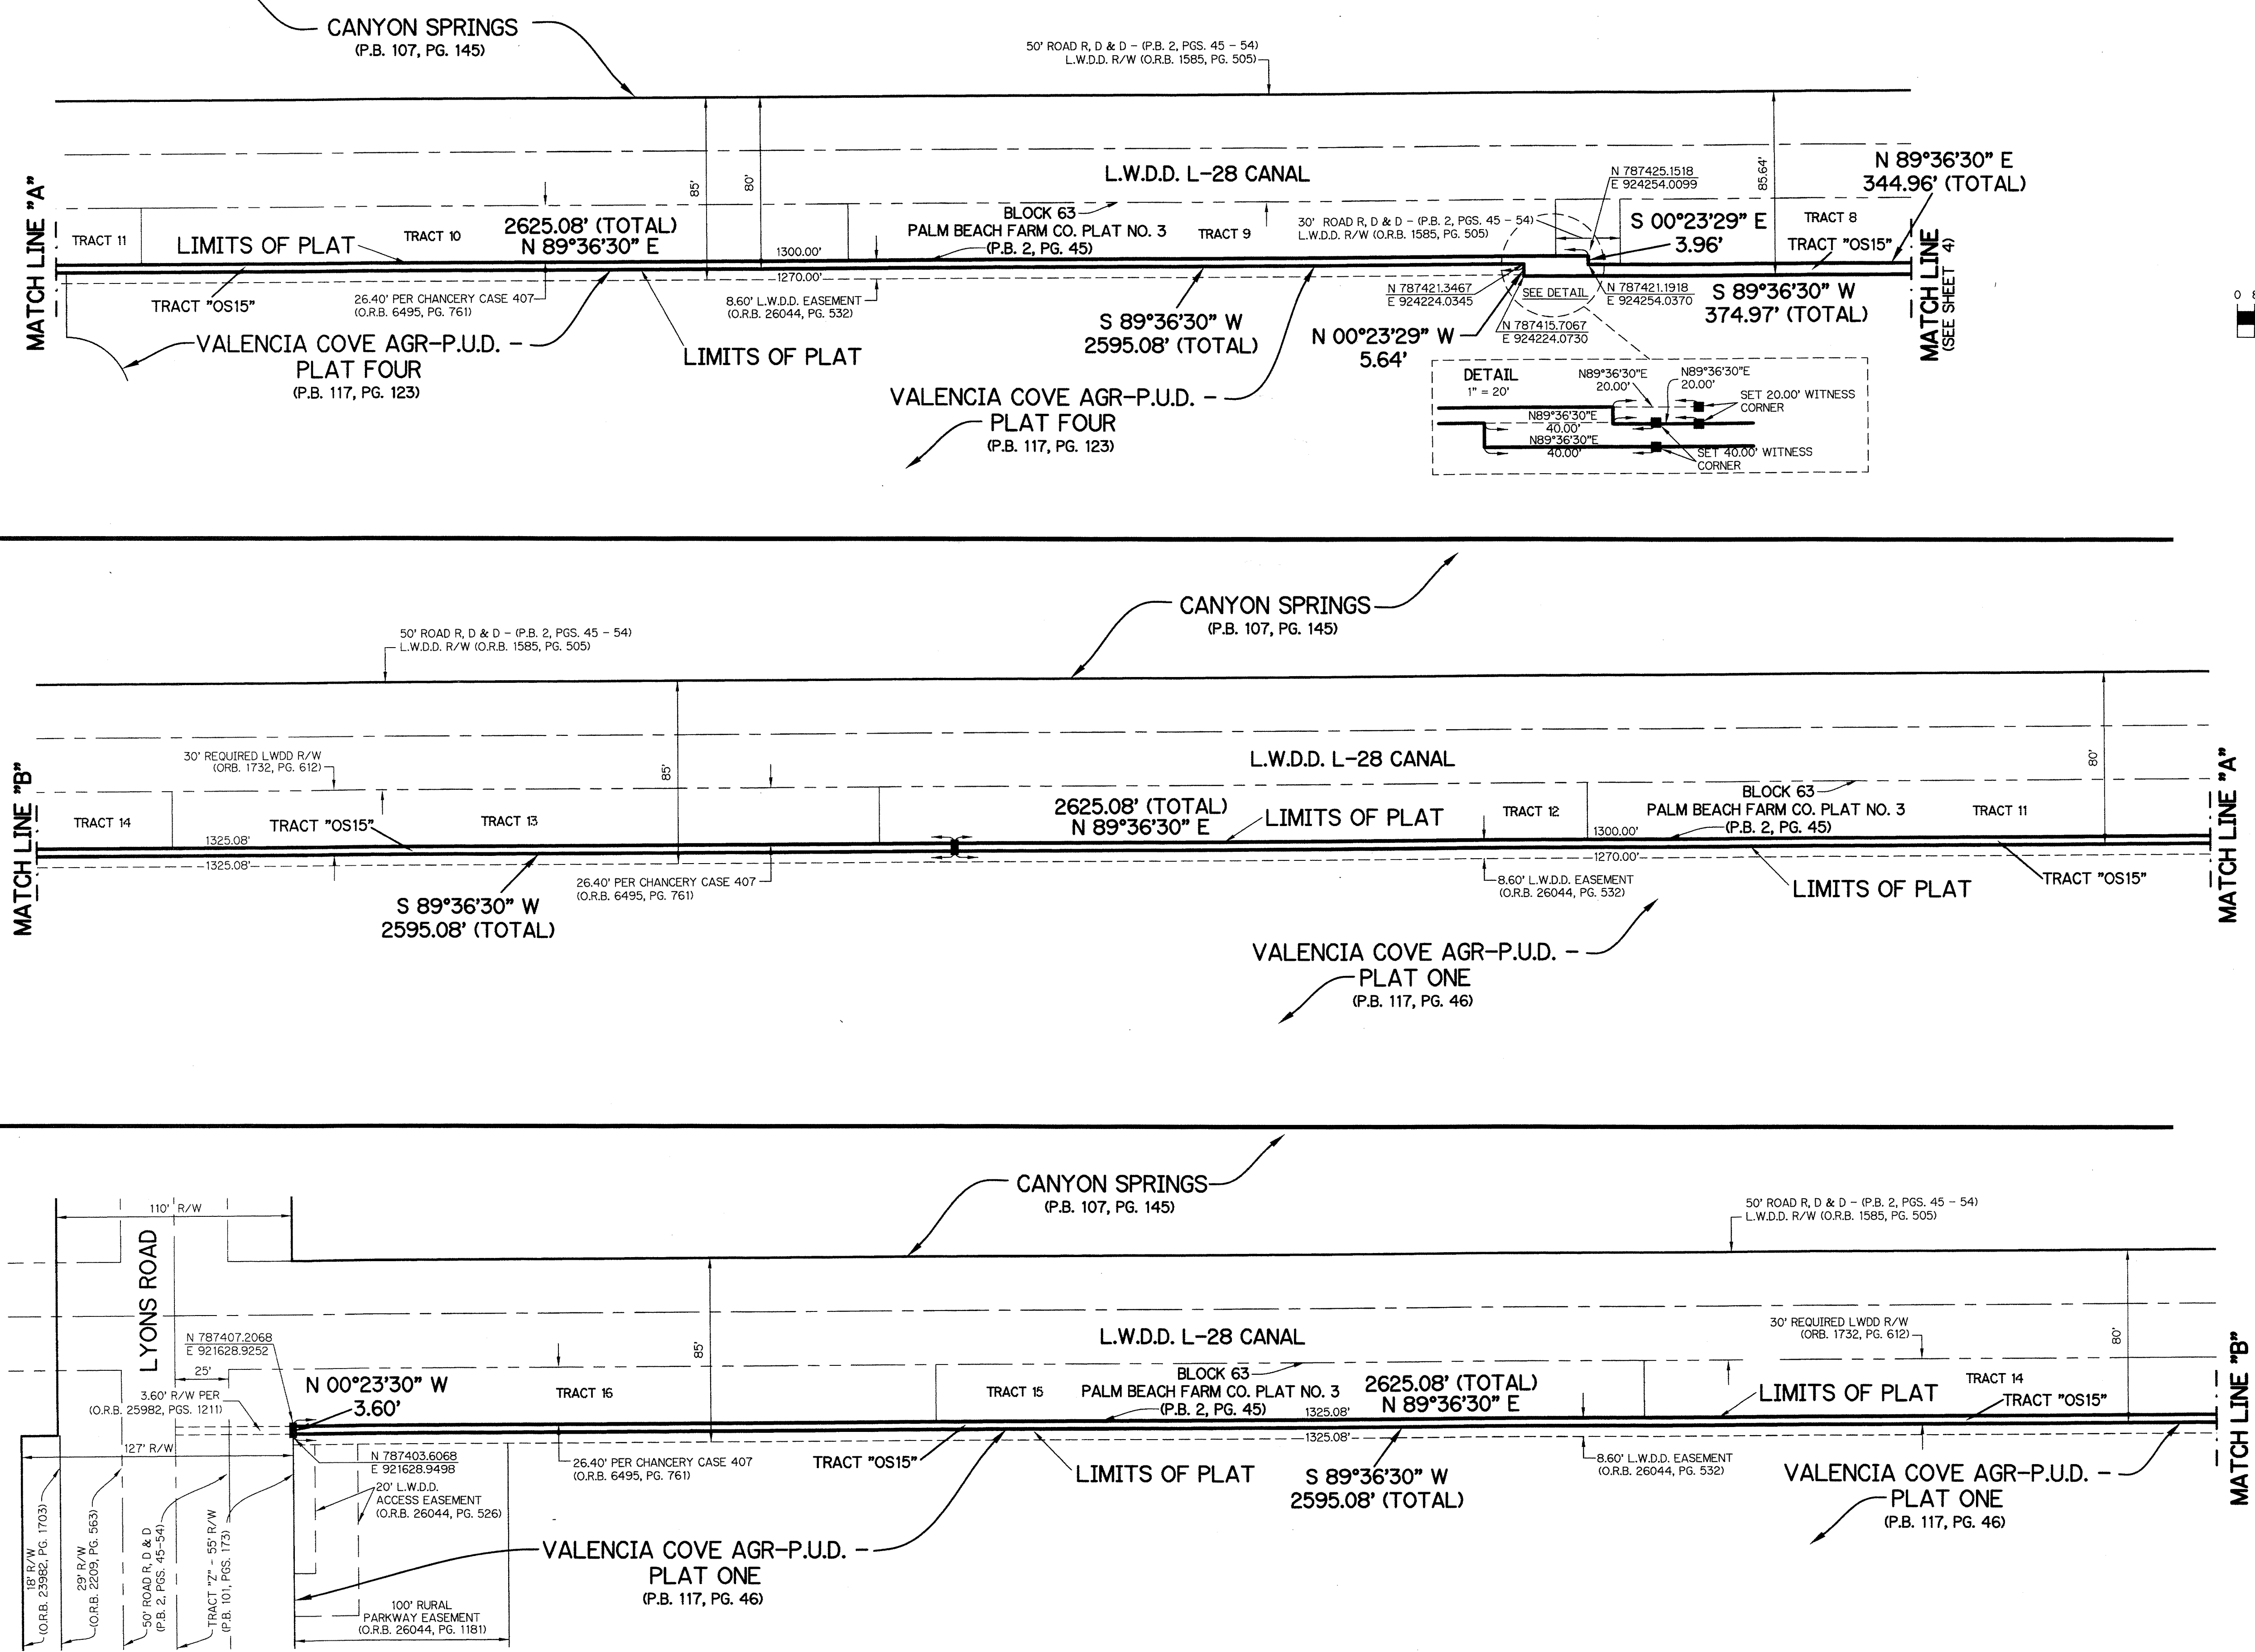 CANYON SPRINGS
(P.B. 107, PG. 145)
50' ROAD R, D & D - (P.B. 2, PGS. 45 - 54)
L.W.D.D. R/W (O.R.B. 1585, PG. 505)
MATCH LINE "A"
85'
80'
L.W.D.D. L-28 CANAL
N 787425.1518
E 924254.0099
85.64'
N 89°36'30" E
344.96' (TOTAL)
TRACT 11
LIMITS OF PLAT
TRACT 10
2625.08' (TOTAL)
N 89°36'30" E
1300.00'
BLOCK 63
PALM BEACH FARM CO. PLAT NO. 3
(P.B. 2, PG. 45)
TRACT 9
30' ROAD R, D & D - (P.B. 2, PGS. 45 - 54)
L.W.D.D. R/W (O.R.B. 1585, PG. 505)
S 00°23'29" E
3.96'
TRACT 8
TRACT "OS15"
MATCH LINE
(SEE SHEET 4)
0 8
TRACT "OS15"
26.40' PER CHANCERY CASE 407
(O.R.B. 6495, PG. 761)
1270.00'
8.60' L.W.D.D. EASEMENT
(O.R.B. 26044, PG. 532)
N 787421.3467
E 924224.0345
SEE DETAIL
N 787421.1918
E 924254.0370
S 89°36'30" W
374.97' (TOTAL)
VALENCIA COVE AGR-P.U.D. -
PLAT FOUR
(P.B. 117, PG. 123)
LIMITS OF PLAT
S 89°36'30" W
2595.08' (TOTAL)
N 00°23'29" W
5.64'
N 787415.7067
E 924224.0730
VALENCIA COVE AGR-P.U.D. -
PLAT FOUR
(P.B. 117, PG. 123)
DETAIL
1" = 20'
N89°36'30"E
20.00'
N89°36'30"E
20.00'
SET 20.00' WITNESS
CORNER
N89°36'30"E
40.00'
N89°36'30"E
40.00'
SET 40.00' WITNESS
CORNER
CANYON SPRINGS
(P.B. 107, PG. 145)
50' ROAD R, D & D - (P.B. 2, PGS. 45 - 54)
L.W.D.D. R/W (O.R.B. 1585, PG. 505)
MATCH LINE "B"
30' REQUIRED LWDD R/W
(ORB. 1732, PG. 612)
85'
L.W.D.D. L-28 CANAL
80'
MATCH LINE "A"
TRACT 14
TRACT "OS15"
TRACT 13
2625.08' (TOTAL)
N 89°36'30" E
LIMITS OF PLAT
TRACT 12
BLOCK 63
PALM BEACH FARM CO. PLAT NO. 3
(P.B. 2, PG. 45)
TRACT 11
1325.08'
1325.08'
1300.00'
1270.00'
26.40' PER CHANCERY CASE 407
(O.R.B. 6495, PG. 761)
8.60' L.W.D.D. EASEMENT
(O.R.B. 26044, PG. 532)
LIMITS OF PLAT
TRACT "OS15"
S 89°36'30" W
2595.08' (TOTAL)
VALENCIA COVE AGR-P.U.D. -
PLAT ONE
(P.B. 117, PG. 46)
CANYON SPRINGS
(P.B. 107, PG. 145)
110' R/W
50' ROAD R, D & D - (P.B. 2, PGS. 45 - 54)
L.W.D.D. R/W (O.R.B. 1585, PG. 505)
LYONS ROAD
N 787407.2068
E 921628.9252
85'
L.W.D.D. L-28 CANAL
30' REQUIRED LWDD R/W
(ORB. 1732, PG. 612)
80'
MATCH LINE "B"
25'
3.60' R/W PER
(O.R.B. 25982, PGS. 1211)
N 00°23'30" W
3.60'
TRACT 16
TRACT 15
BLOCK 63
PALM BEACH FARM CO. PLAT NO. 3
(P.B. 2, PG. 45)
2625.08' (TOTAL)
N 89°36'30" E
1325.08'
LIMITS OF PLAT
TRACT 14
TRACT "OS15"
127' R/W
N 787403.6068
E 921628.9498
26.40' PER CHANCERY CASE 407
(O.R.B. 6495, PG. 761)
TRACT "OS15"
1325.08'
LIMITS OF PLAT
S 89°36'30" W
2595.08' (TOTAL)
8.60' L.W.D.D. EASEMENT
(O.R.B. 26044, PG. 532)
VALENCIA COVE AGR-P.U.D. -
PLAT ONE
(P.B. 117, PG. 46)
20' L.W.D.D.
ACCESS EASEMENT
(O.R.B. 26044, PG. 526)
VALENCIA COVE AGR-P.U.D. -
PLAT ONE
(P.B. 117, PG. 46)
18' R/W
(O.R.B. 23982, PG. 1703)
29' R/W
(O.R.B. 22209, PG. 563)
50' ROAD R, D & D
(P.B. 2, PGS. 45-54)
TRACT "Z" - 55' R/W
(P.B. 101, PGS. 173)
100' RURAL
PARKWAY EASEMENT
(O.R.B. 26044, PG. 1181)